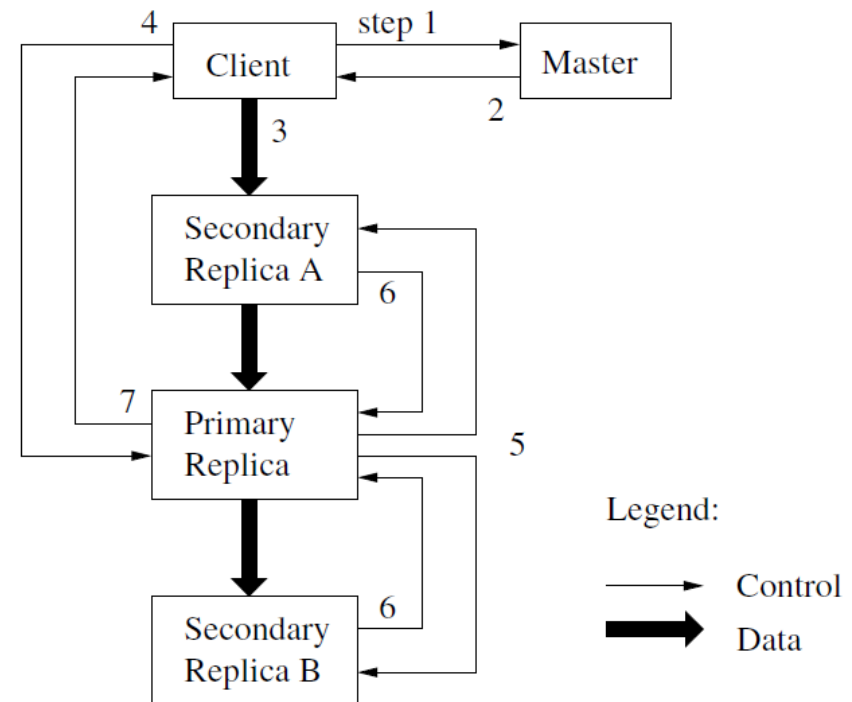 4
step 1
Client
Master
2
3
Secondary
Replica A
6
7
Primary
Replica
5
6
Secondary
Replica B
Legend:
Control
Data